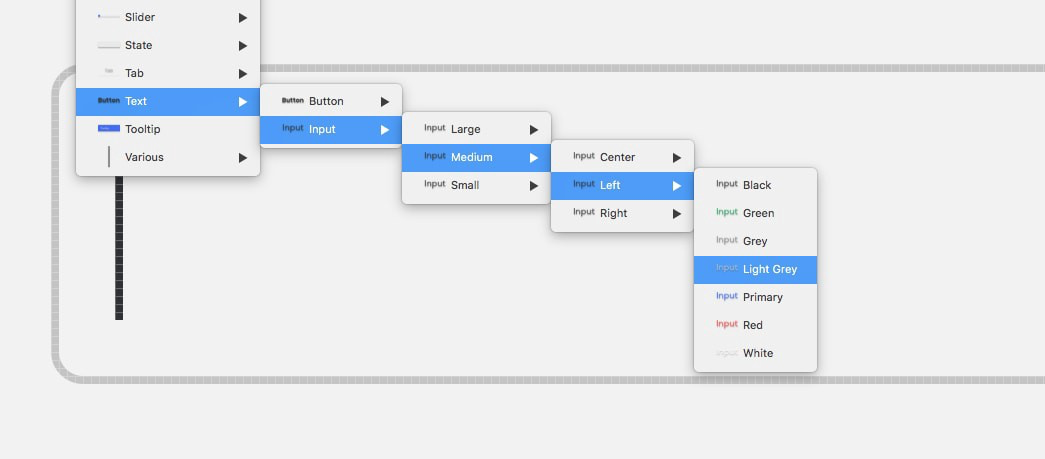 Slider
State
Tab Tab
Button Text
Tooltip
Various
Button Button
Input Input
Input Large
Input Medium
Input Small
Input Center
Input Left
Input Right
Input Black
Input Green
Input Grey
Input Light Grey
Input Primary
Input Red
Input White